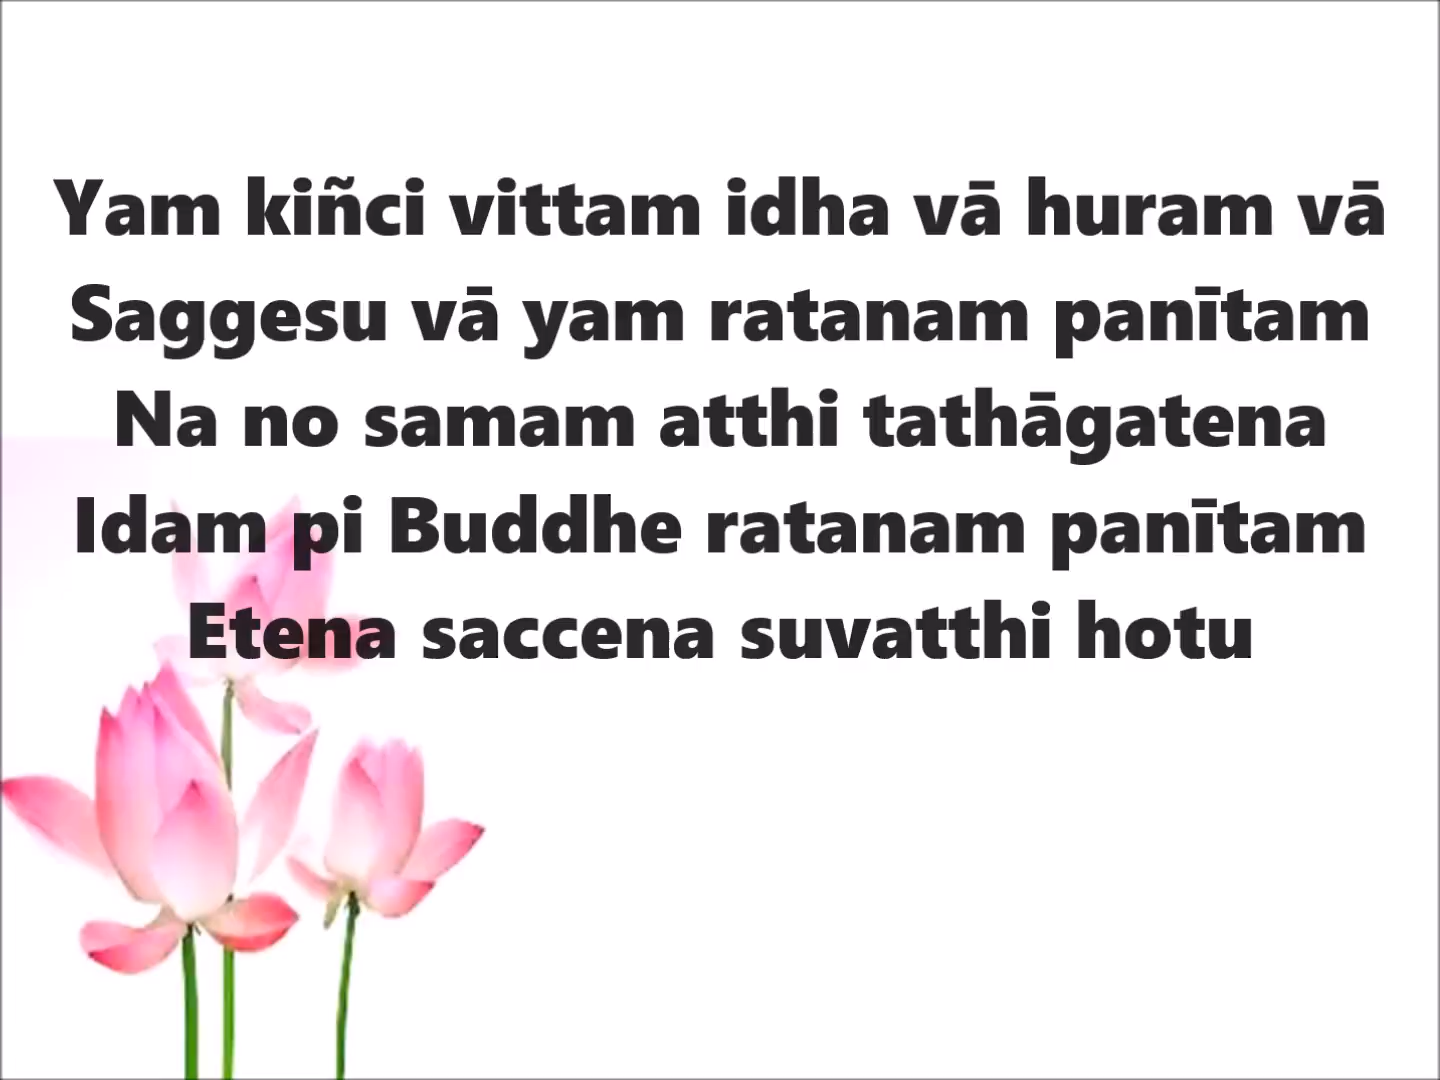 Yam kiñci vittam idha vā huram vā
Saggesu vā yam ratanam panītam
Na no samam atthi tathāgatena
Idam pi Buddhe ratanam panītam
Etena saccena suvatthi hotu